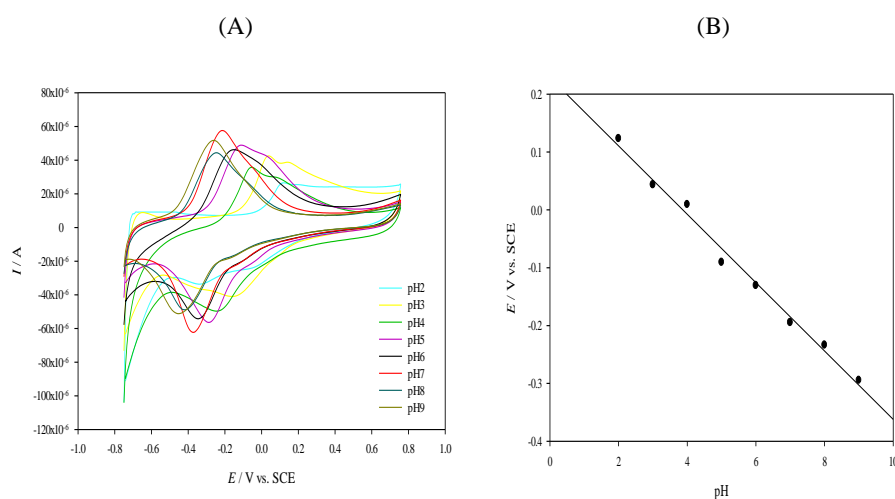 (A)
(B)
80x10⁻⁶
60x10⁻⁶
40x10⁻⁶
20x10⁻⁶
0
-20x10⁻⁶
-40x10⁻⁶
-60x10⁻⁶
-80x10⁻⁶
-100x10⁻⁶
-120x10⁻⁶
I / A
-1.0 -0.8 -0.6 -0.4 -0.2 0.0 0.2 0.4 0.6 0.8 1.0
E / V vs. SCE
pH2
pH3
pH4
pH5
pH6
pH7
pH8
pH9
0.2
0.1
0.0
-0.1
-0.2
-0.3
-0.4
E / V vs. SCE
0 2 4 6 8 10
pH